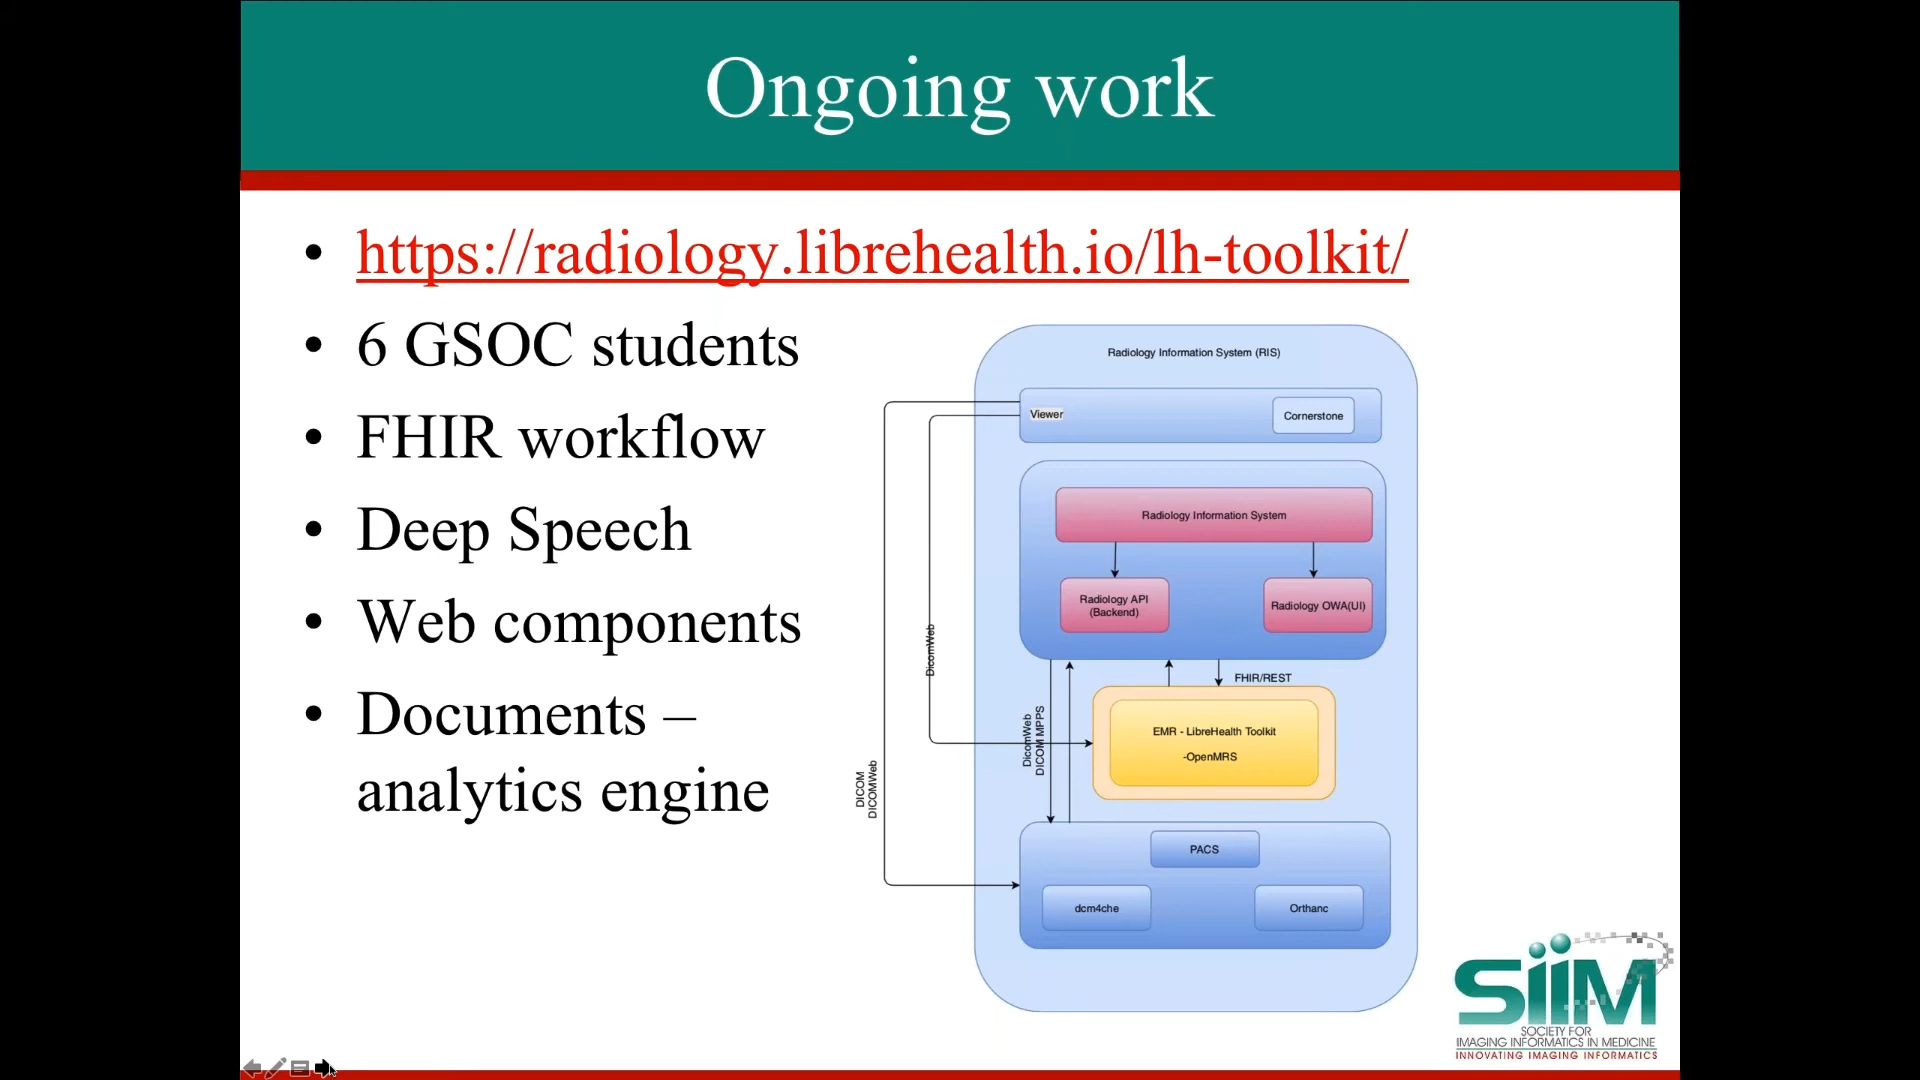 Ongoing work
• https://radiology.librehealth.io/lh-toolkit/
• 6 GSOC students
• FHIR workflow
• Deep Speech
• Web components
• Documents –
analytics engine
Radiology Information System (RIS)
Viewer
Cornerstone
Radiology Information System
Radiology API
(Backend)
Radiology OWA(UI)
DicomWeb
FHIR/REST
DicomWeb
DICOM MPPS
EMR - LibreHealth Toolkit
-OpenMRS
DICOM
DICOMWeb
PACS
dcm4che
Orthanc
SiiM
SOCIETY FOR
IMAGING INFORMATICS IN MEDICINE
INNOVATING IMAGING INFORMATICS